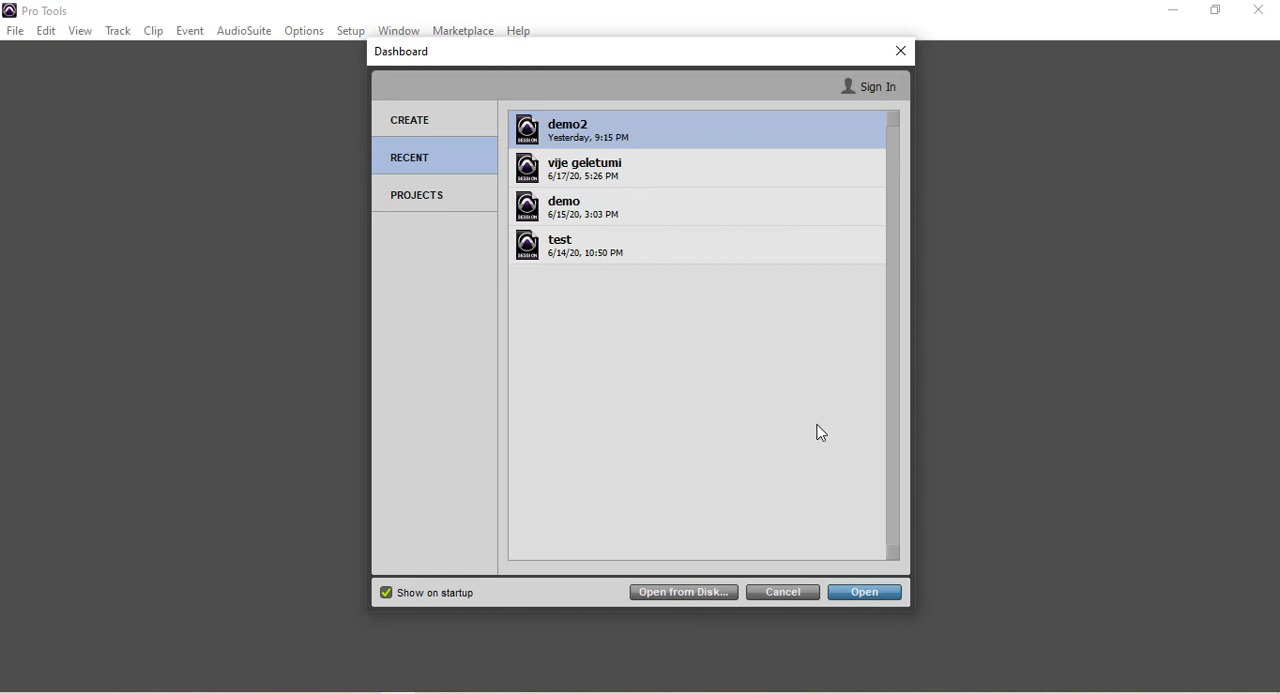 Pro Tools
File Edit View Track Clip Event AudioSuite Options Setup Window Marketplace Help
Dashboard
Sign In
CREATE
RECENT
PROJECTS
demo2
Yesterday, 9:15 PM
vije geletumi
6/17/20, 5:26 PM
demo
6/15/20, 3:03 PM
test
6/14/20, 10:50 PM
Show on startup
Open from Disk...
Cancel
Open